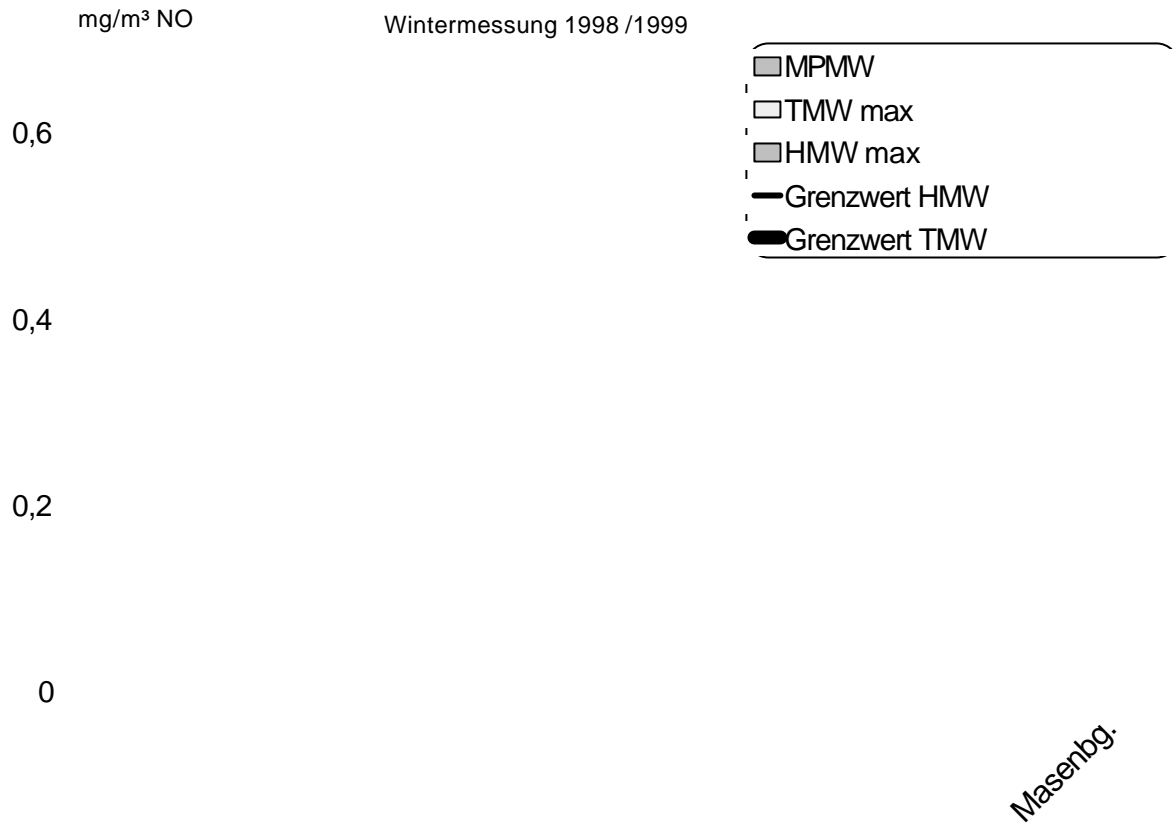 mg/m³ NO
Wintermessung 1998 /1999
MPMW
TMW max
HMW max
Grenzwert HMW
Grenzwert TMW
0,6
0,4
0,2
0
Masenbg.